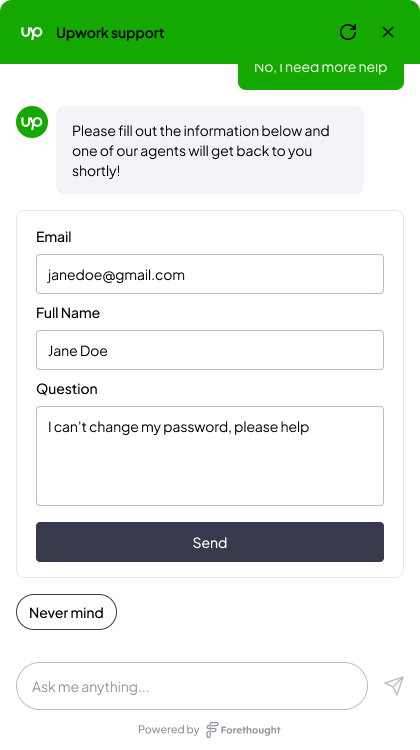 up Upwork support
No, I need more help
up
Please fill out the information below and
one of our agents will get back to you
shortly!
Email
janedoe@gmail.com
Full Name
Jane Doe
Question
I can't change my password, please help
Send
Never mind
Ask me anything...
Powered by Forethought